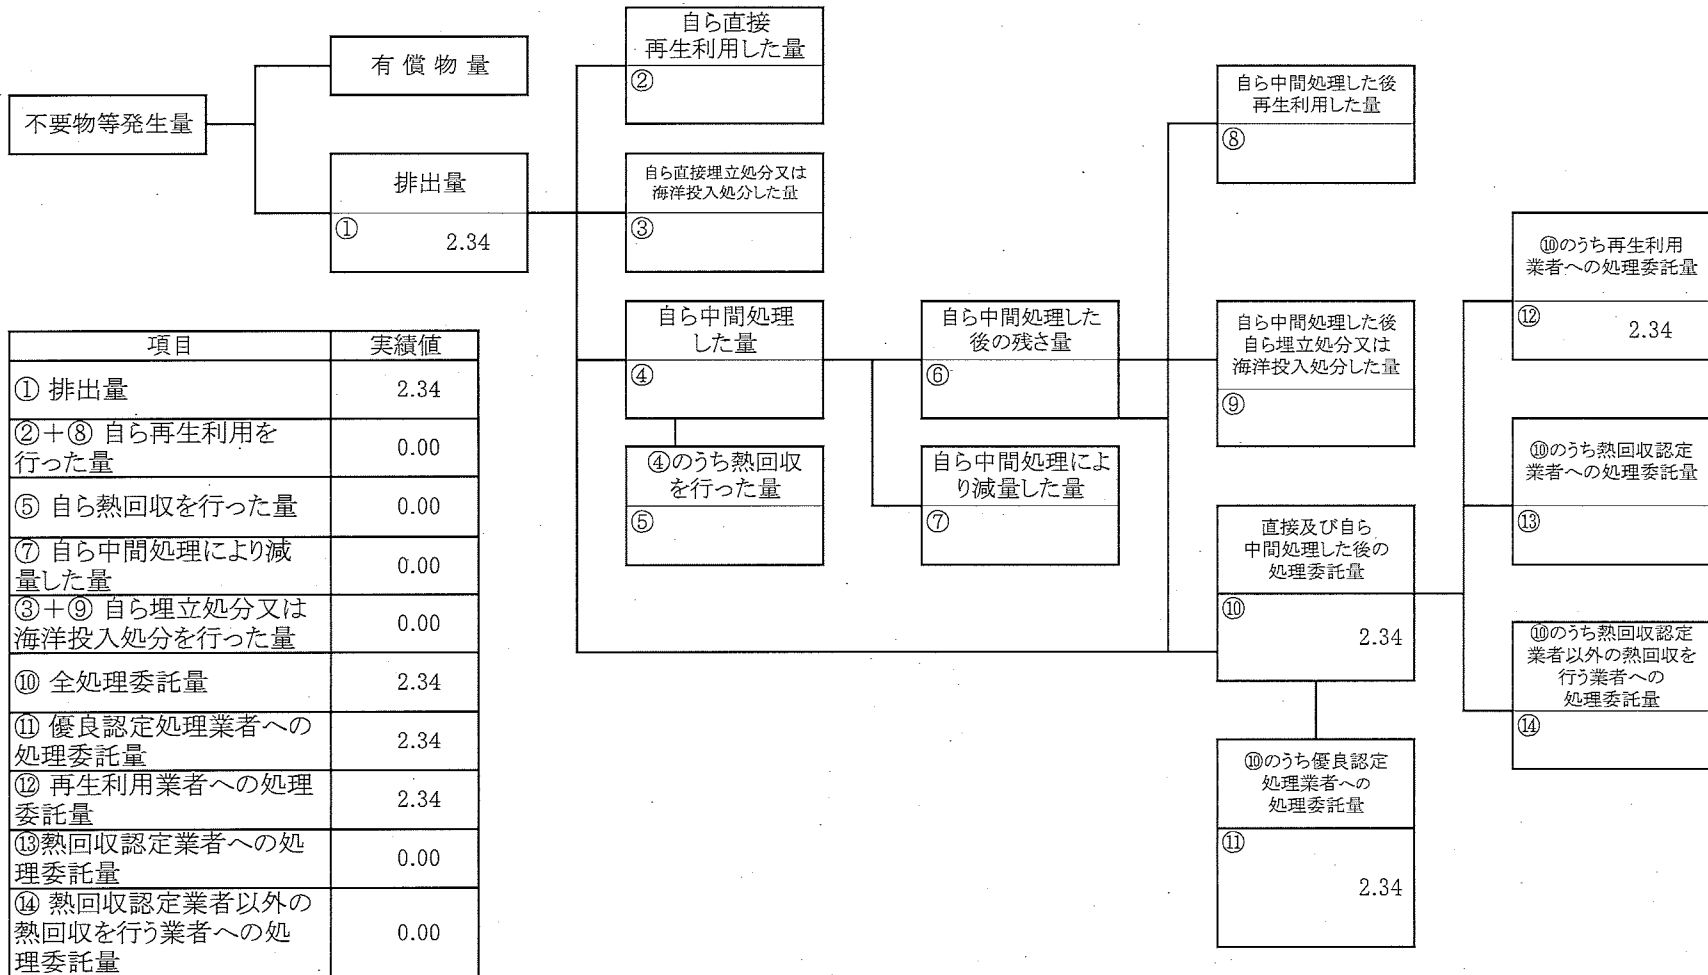 不要物等発生量
有償物量
排出量
①
2.34
自ら直接
再生利用した量
②
自ら直接埋立処分又は
海洋投入処分した量
③
自ら中間処理
した量
④
④のうち熱回収
を行った量
⑤
自ら中間処理した
後の残さ量
⑥
自ら中間処理によ
り減量した量
⑦
自ら中間処理した後
再生利用した量
⑧
自ら中間処理した後
自ら埋立処分又は
海洋投入処分した量
⑨
直接及び自ら
中間処理した後の
処理委託量
⑩
2.34
⑩のうち優良認定
処理業者への
処理委託量
⑪
2.34
⑩のうち再生利用
業者への処理委託量
⑫
2.34
⑩のうち熱回収認定
業者への処理委託量
⑬
⑩のうち熱回収認定
業者以外の熱回収を
行う業者への
処理委託量
⑭
項目 実績値
① 排出量 2.34
②+⑧ 自ら再生利用を
行った量 0.00
⑤ 自ら熱回収を行った量 0.00
⑦ 自ら中間処理により減
量した量 0.00
③+⑨ 自ら埋立処分又は
海洋投入処分を行った量 0.00
⑩ 全処理委託量 2.34
⑪ 優良認定処理業者への
処理委託量 2.34
⑫ 再生利用業者への処理
委託量 2.34
⑬熱回収認定業者への処
理委託量 0.00
⑭ 熱回収認定業者以外の
熱回収を行う業者への処
理委託量 0.00